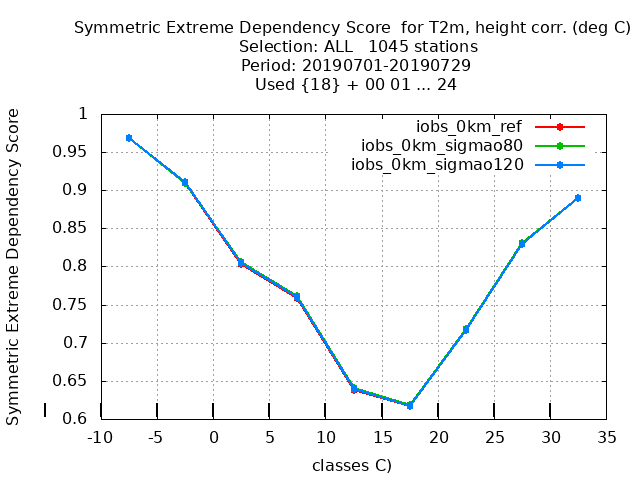 Symmetric Extreme Dependency Score  for T2m, height corr. (deg C)
Selection: ALL   1045 stations
Period: 20190701-20190729
Used {18} + 00 01 ... 24
Symmetric Extreme Dependency Score
1
0.95
0.9
0.85
0.8
0.75
0.7
0.65
0.6
iobs_0km_ref
iobs_0km_sigmao80
iobs_0km_sigmao120
-10 -5 0 5 10 15 20 25 30 35
classes C)